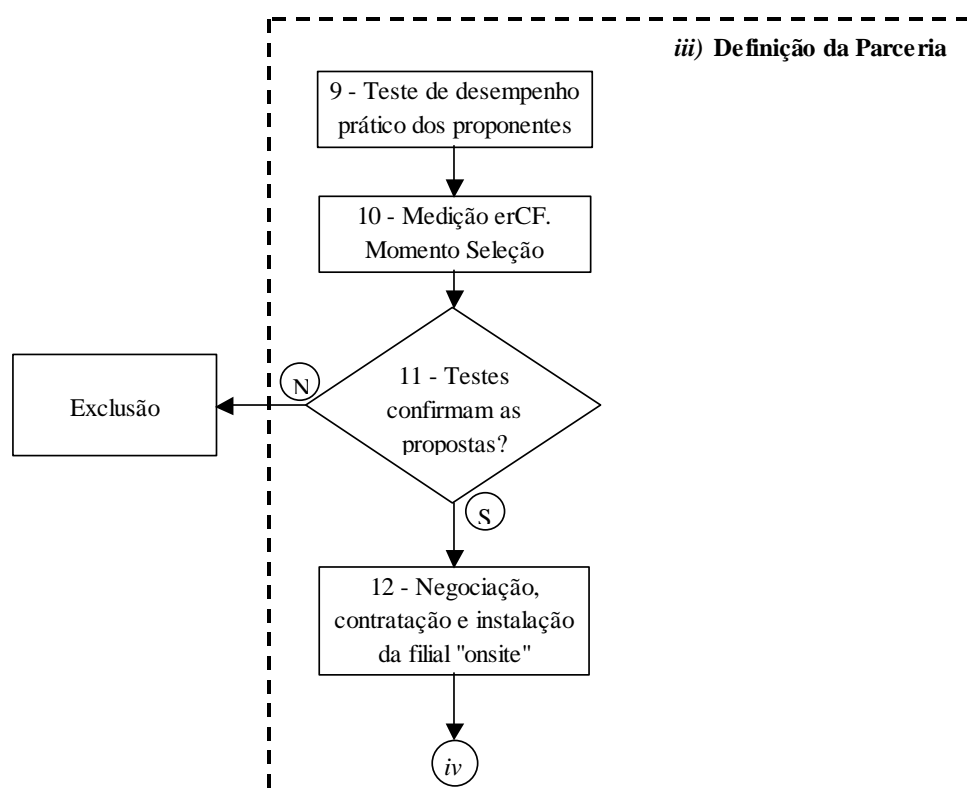 iii) Definição da Parceria
9 - Teste de desempenho
prático dos proponentes
10 - Medição erCF.
Momento Seleção
N
11 - Testes
confirmam as
propostas?
Exclusão
S
12 - Negociação,
contratação e instalação
da filial "onsite"
iv